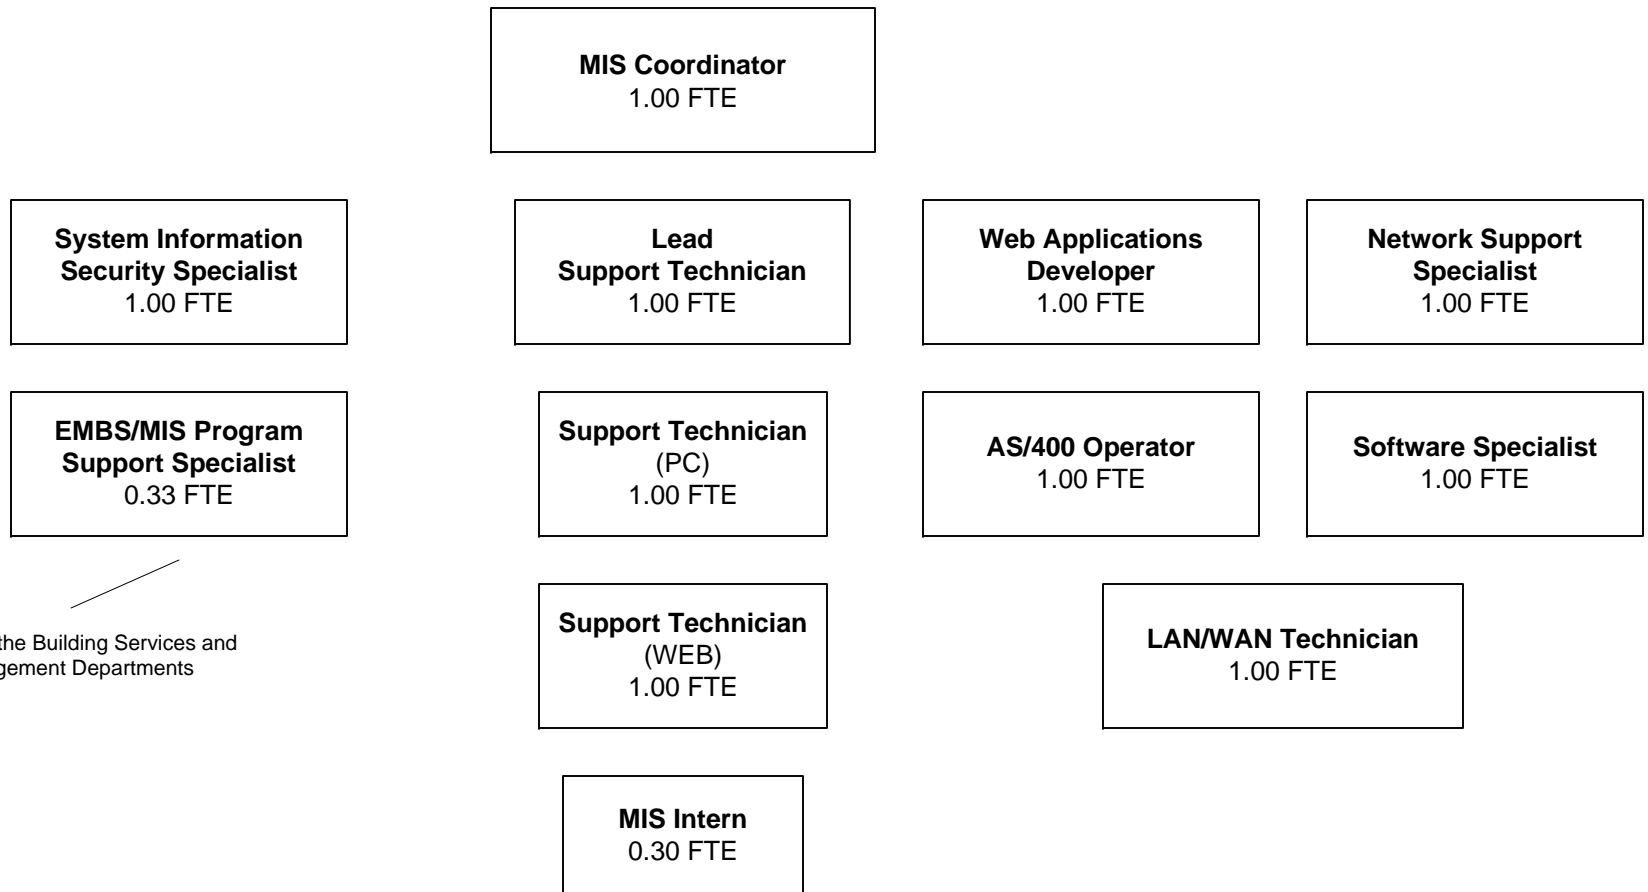 MIS Coordinator
1.00 FTE
System Information
Security Specialist
1.00 FTE
Lead
Support Technician
1.00 FTE
Web Applications
Developer
1.00 FTE
Network Support
Specialist
1.00 FTE
EMBS/MIS Program
Support Specialist
0.33 FTE
Support Technician
(PC)
1.00 FTE
AS/400 Operator
1.00 FTE
Software Specialist
1.00 FTE
the Building Services and
gement Departments
Support Technician
(WEB)
1.00 FTE
LAN/WAN Technician
1.00 FTE
MIS Intern
0.30 FTE